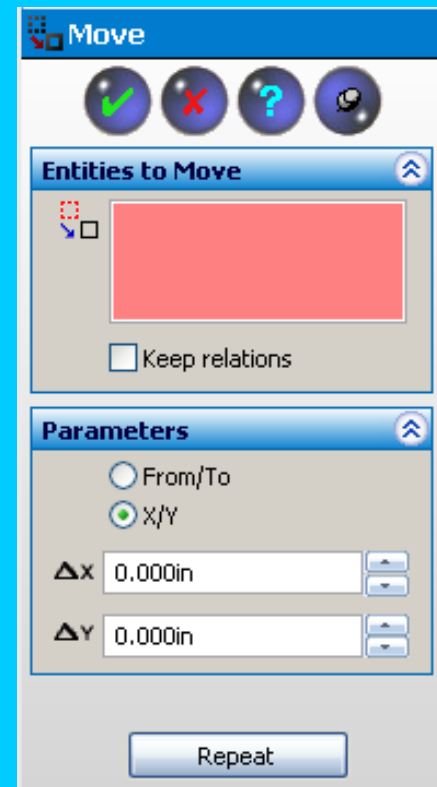 Move
?
Entities to Move
Keep relations
Parameters
From/To
X/Y
ΔX 0.000in
ΔY 0.000in
Repeat